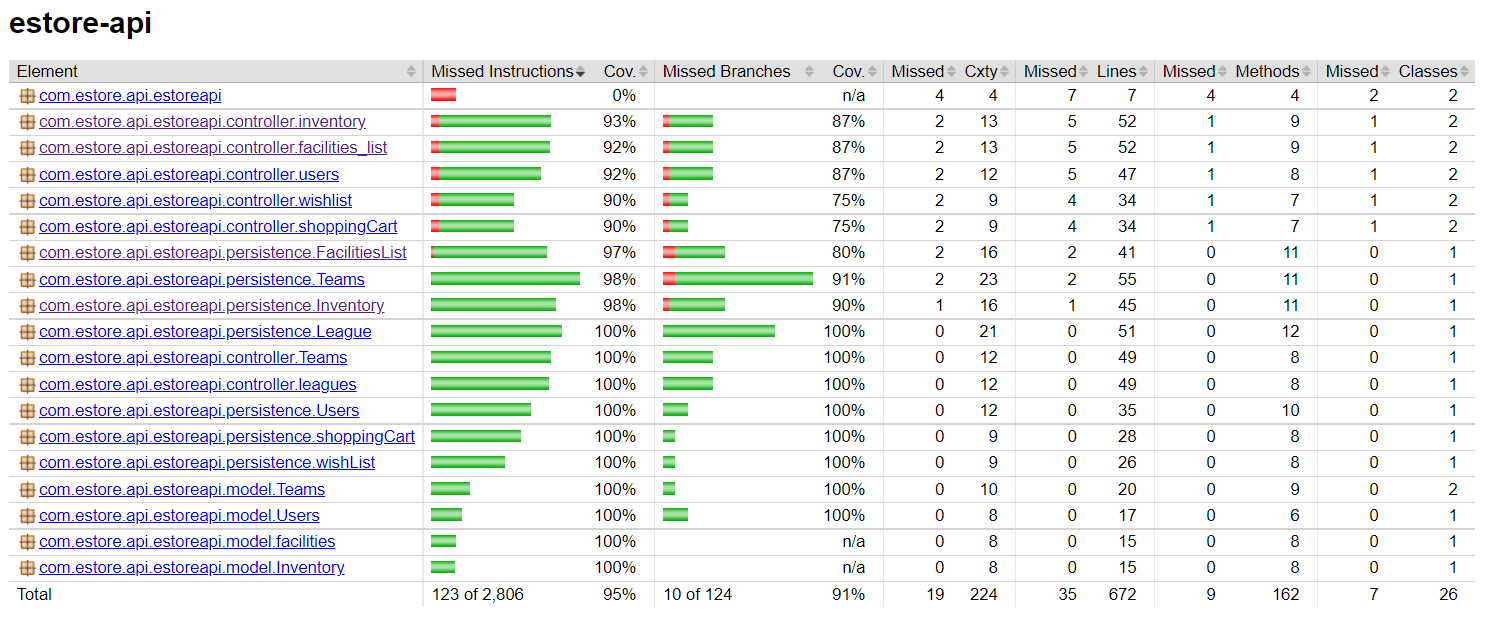 estore-api
Element Missed Instructions Cov. Missed Branches Cov. Missed Cxty Missed Lines Missed Methods Missed Classes
com.estore.api.estoreapi 0% n/a 4 4 7 7 4 4 2 2
com.estore.api.estoreapi.controller.inventory 93% 87% 2 13 5 52 1 9 1 2
com.estore.api.estoreapi.controller.facilities_list 92% 87% 2 13 5 52 1 9 1 2
com.estore.api.estoreapi.controller.users 92% 87% 2 12 5 47 1 8 1 2
com.estore.api.estoreapi.controller.wishlist 90% 75% 2 9 4 34 1 7 1 2
com.estore.api.estoreapi.controller.shoppingCart 90% 75% 2 9 4 34 1 7 1 2
com.estore.api.estoreapi.persistence.FacilitiesList 97% 80% 2 16 2 41 0 11 0 1
com.estore.api.estoreapi.persistence.Teams 98% 91% 2 23 2 55 0 11 0 1
com.estore.api.estoreapi.persistence.Inventory 98% 90% 1 16 1 45 0 11 0 1
com.estore.api.estoreapi.persistence.League 100% 100% 0 21 0 51 0 12 0 1
com.estore.api.estoreapi.controller.Teams 100% 100% 0 12 0 49 0 8 0 1
com.estore.api.estoreapi.controller.leagues 100% 100% 0 12 0 49 0 8 0 1
com.estore.api.estoreapi.persistence.Users 100% 100% 0 12 0 35 0 10 0 1
com.estore.api.estoreapi.persistence.shoppingCart 100% 100% 0 9 0 28 0 8 0 1
com.estore.api.estoreapi.persistence.wishList 100% 100% 0 9 0 26 0 8 0 1
com.estore.api.estoreapi.model.Teams 100% 100% 0 10 0 20 0 9 0 2
com.estore.api.estoreapi.model.Users 100% 100% 0 8 0 17 0 6 0 1
com.estore.api.estoreapi.model.facilities 100% n/a 0 8 0 15 0 8 0 1
com.estore.api.estoreapi.model.Inventory 100% n/a 0 8 0 15 0 8 0 1
Total 123 of 2,806 95% 10 of 124 91% 19 224 35 672 9 162 7 26